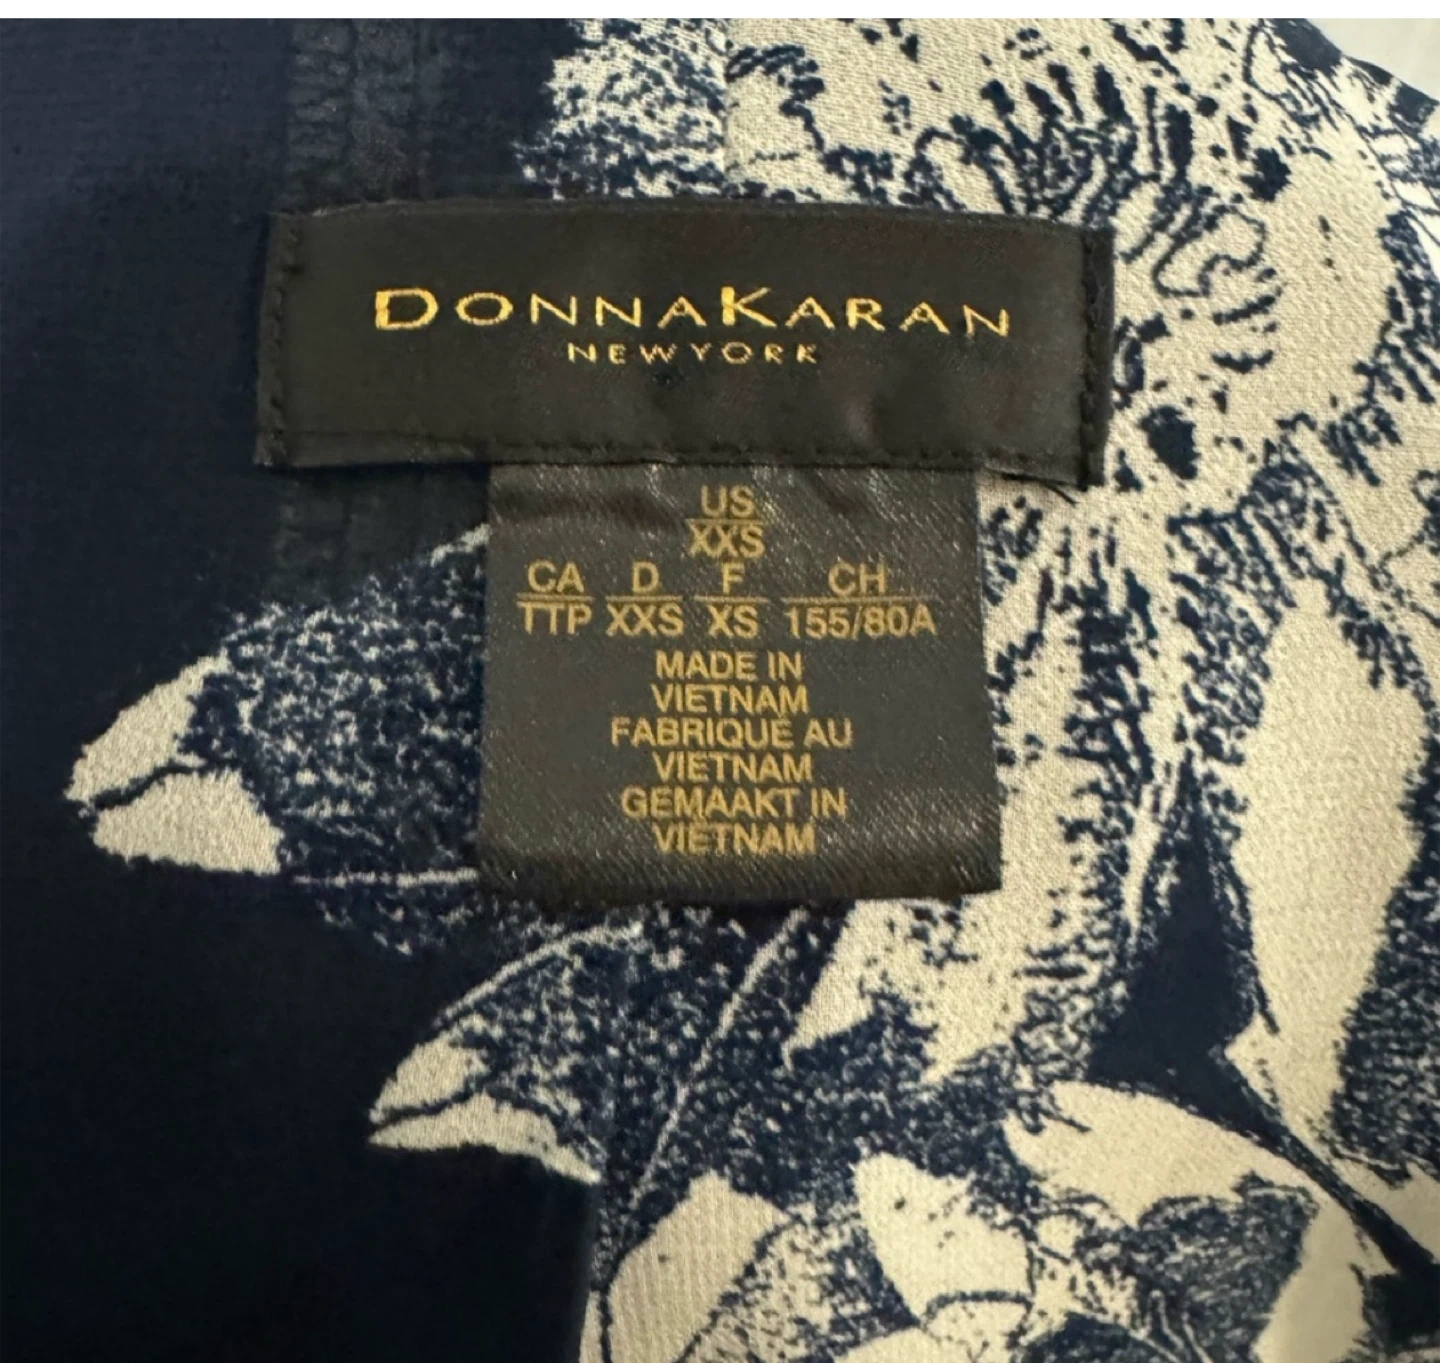 DONNAKARAN
NEWYORK
US
XXS
CA D F CH
TTP XXS XS 155/80A
MADE IN
VIETNAM
FABRIQUÉ AU
VIETNAM
GEMAAKT IN
VIETNAM